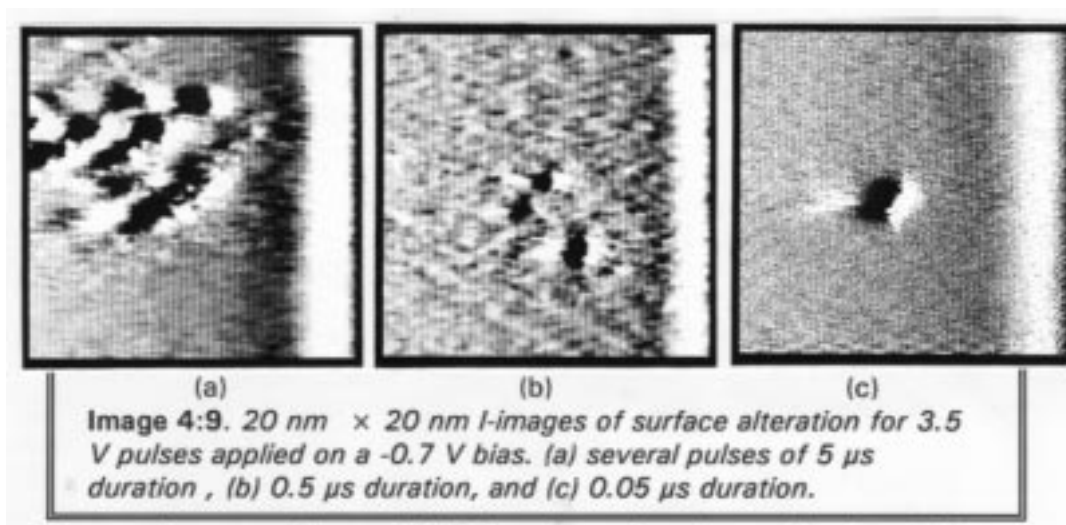 (a) (b) (c)
Image 4:9. 20 nm × 20 nm I-images of surface alteration for 3.5
V pulses applied on a -0.7 V bias. (a) several pulses of 5 µs
duration , (b) 0.5 µs duration, and (c) 0.05 µs duration.